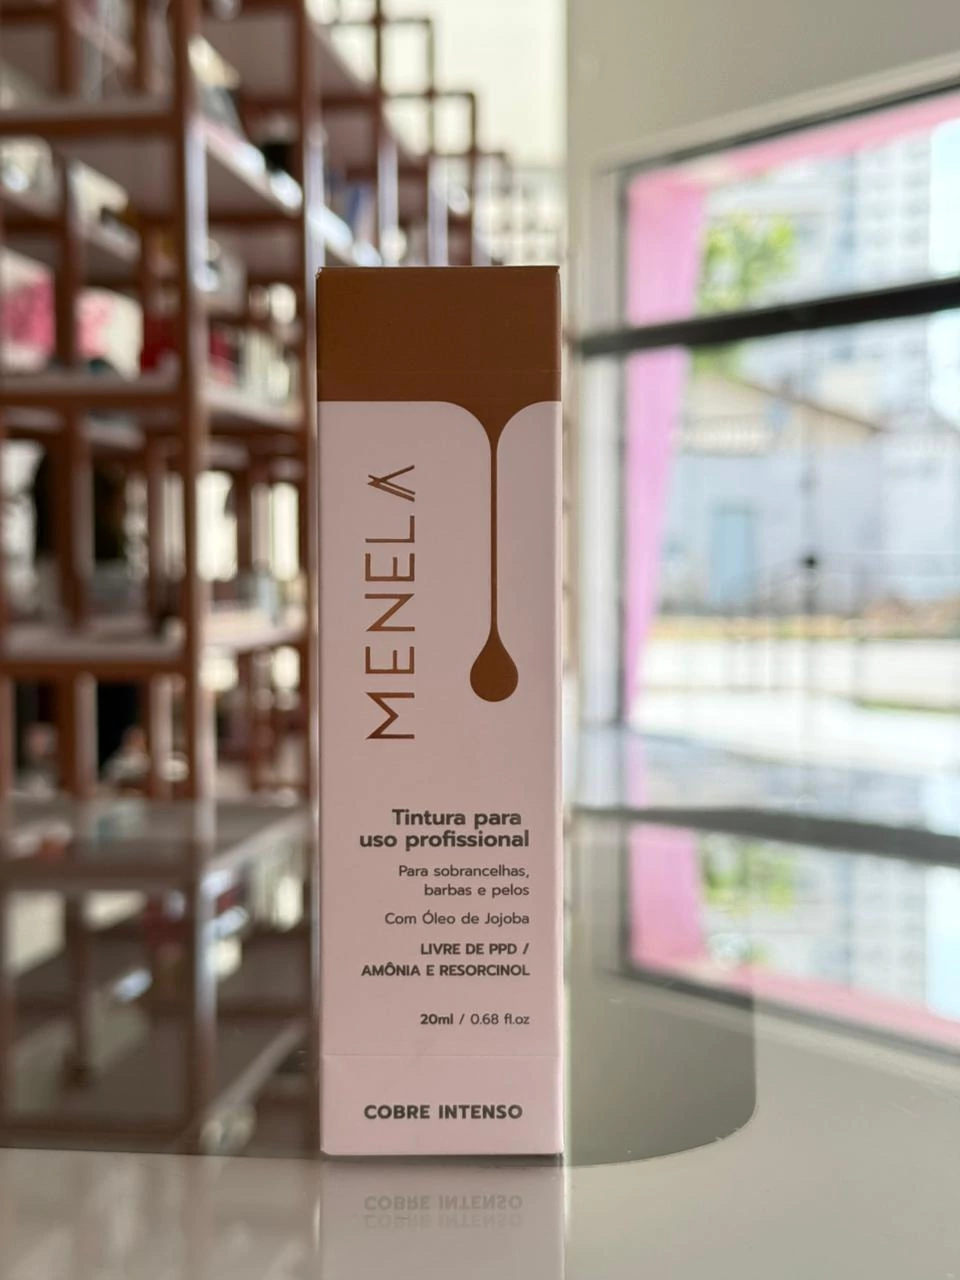 MENELA
Tintura para
uso profissional
Para sobrancelhas,
barbas e pelos
Com Óleo de Jojoba
LIVRE DE PPD /
AMÔNIA E RESORCINOL
20ml / 0.68 fl.oz
COBRE INTENSO